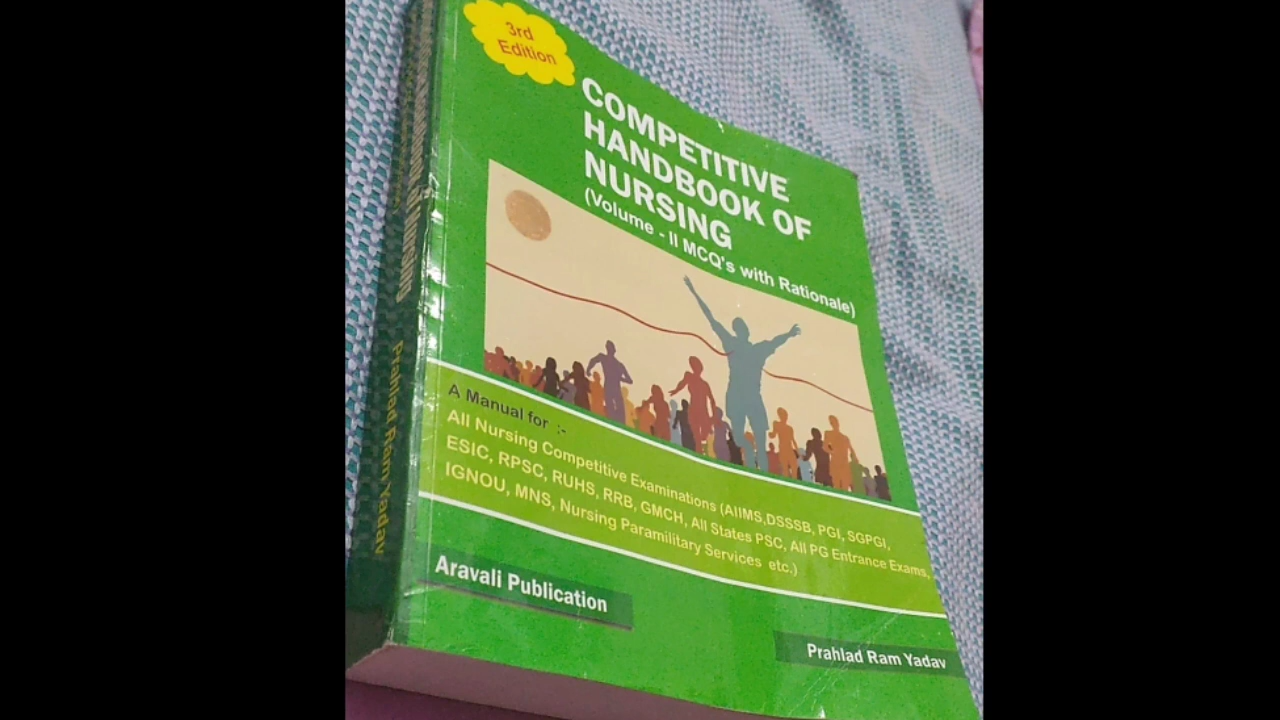 3rd
Edition
COMPETITIVE
HANDBOOK OF
NURSING
(Volume - II MCQ's with Rationale)
A Manual for :-
All Nursing Competitive Examinations (AIIMS,DSSSB, PGI, SGPGI,
ESIC, RPSC, RUHS, RRB, GMCH, All States PSC, All PG Entrance Exams,
IGNOU, MNS, Nursing Paramilitary Services etc.)
Aravali Publication
Prahlad Ram Yadav
Prahlad Ram Yadav